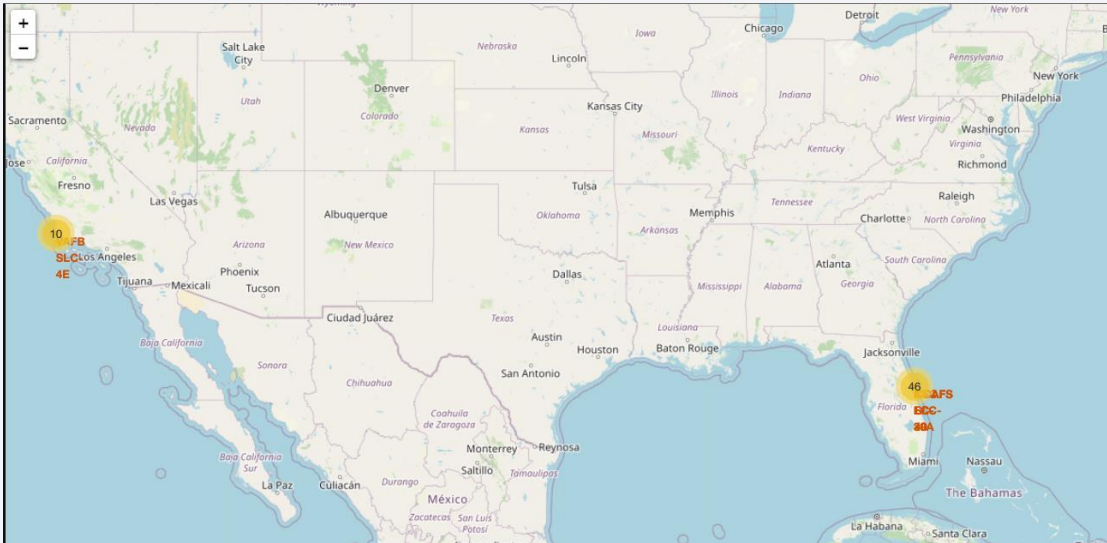 +
−
Wyoming
Nebraska
Iowa
Chicago
Detroit
New York
Salt Lake
City
Lincoln
Pennsylvania
New York
Utah
Denver
Colorado
Kansas City
Illinois
Indiana
Ohio
Philadelphia
Sacramento
Nevada
Kansas
Missouri
West Virginia
Washington
California
Kentucky
Virginia
Richmond
Fresno
Las Vegas
Tulsa
Raleigh
Albuquerque
Oklahoma
Memphis
Tennessee
Charlotte
North Carolina
10
Los Angeles
SLC-
4E
Arizona
New Mexico
Arkansas
Phoenix
Atlanta
South Carolina
Tijuana
Mexicali
Tucson
Dallas
Mississippi
Alabama
Georgia
Ciudad Juárez
Texas
Louisiana
Baja California
Austin
Houston
Baton Rouge
Jacksonville
Sonora
San Antonio
Chihuahua
46
Florida
Coahuila
de Zaragoza
Monterrey
Reynosa
Baja California
Sur
Saltillo
Tamaulipas
Miami
Nassau
La Paz
Culiacán
Durango
México
The Bahamas
Zacatecas
San Luis
Potosí
La Habana
Santa Clara